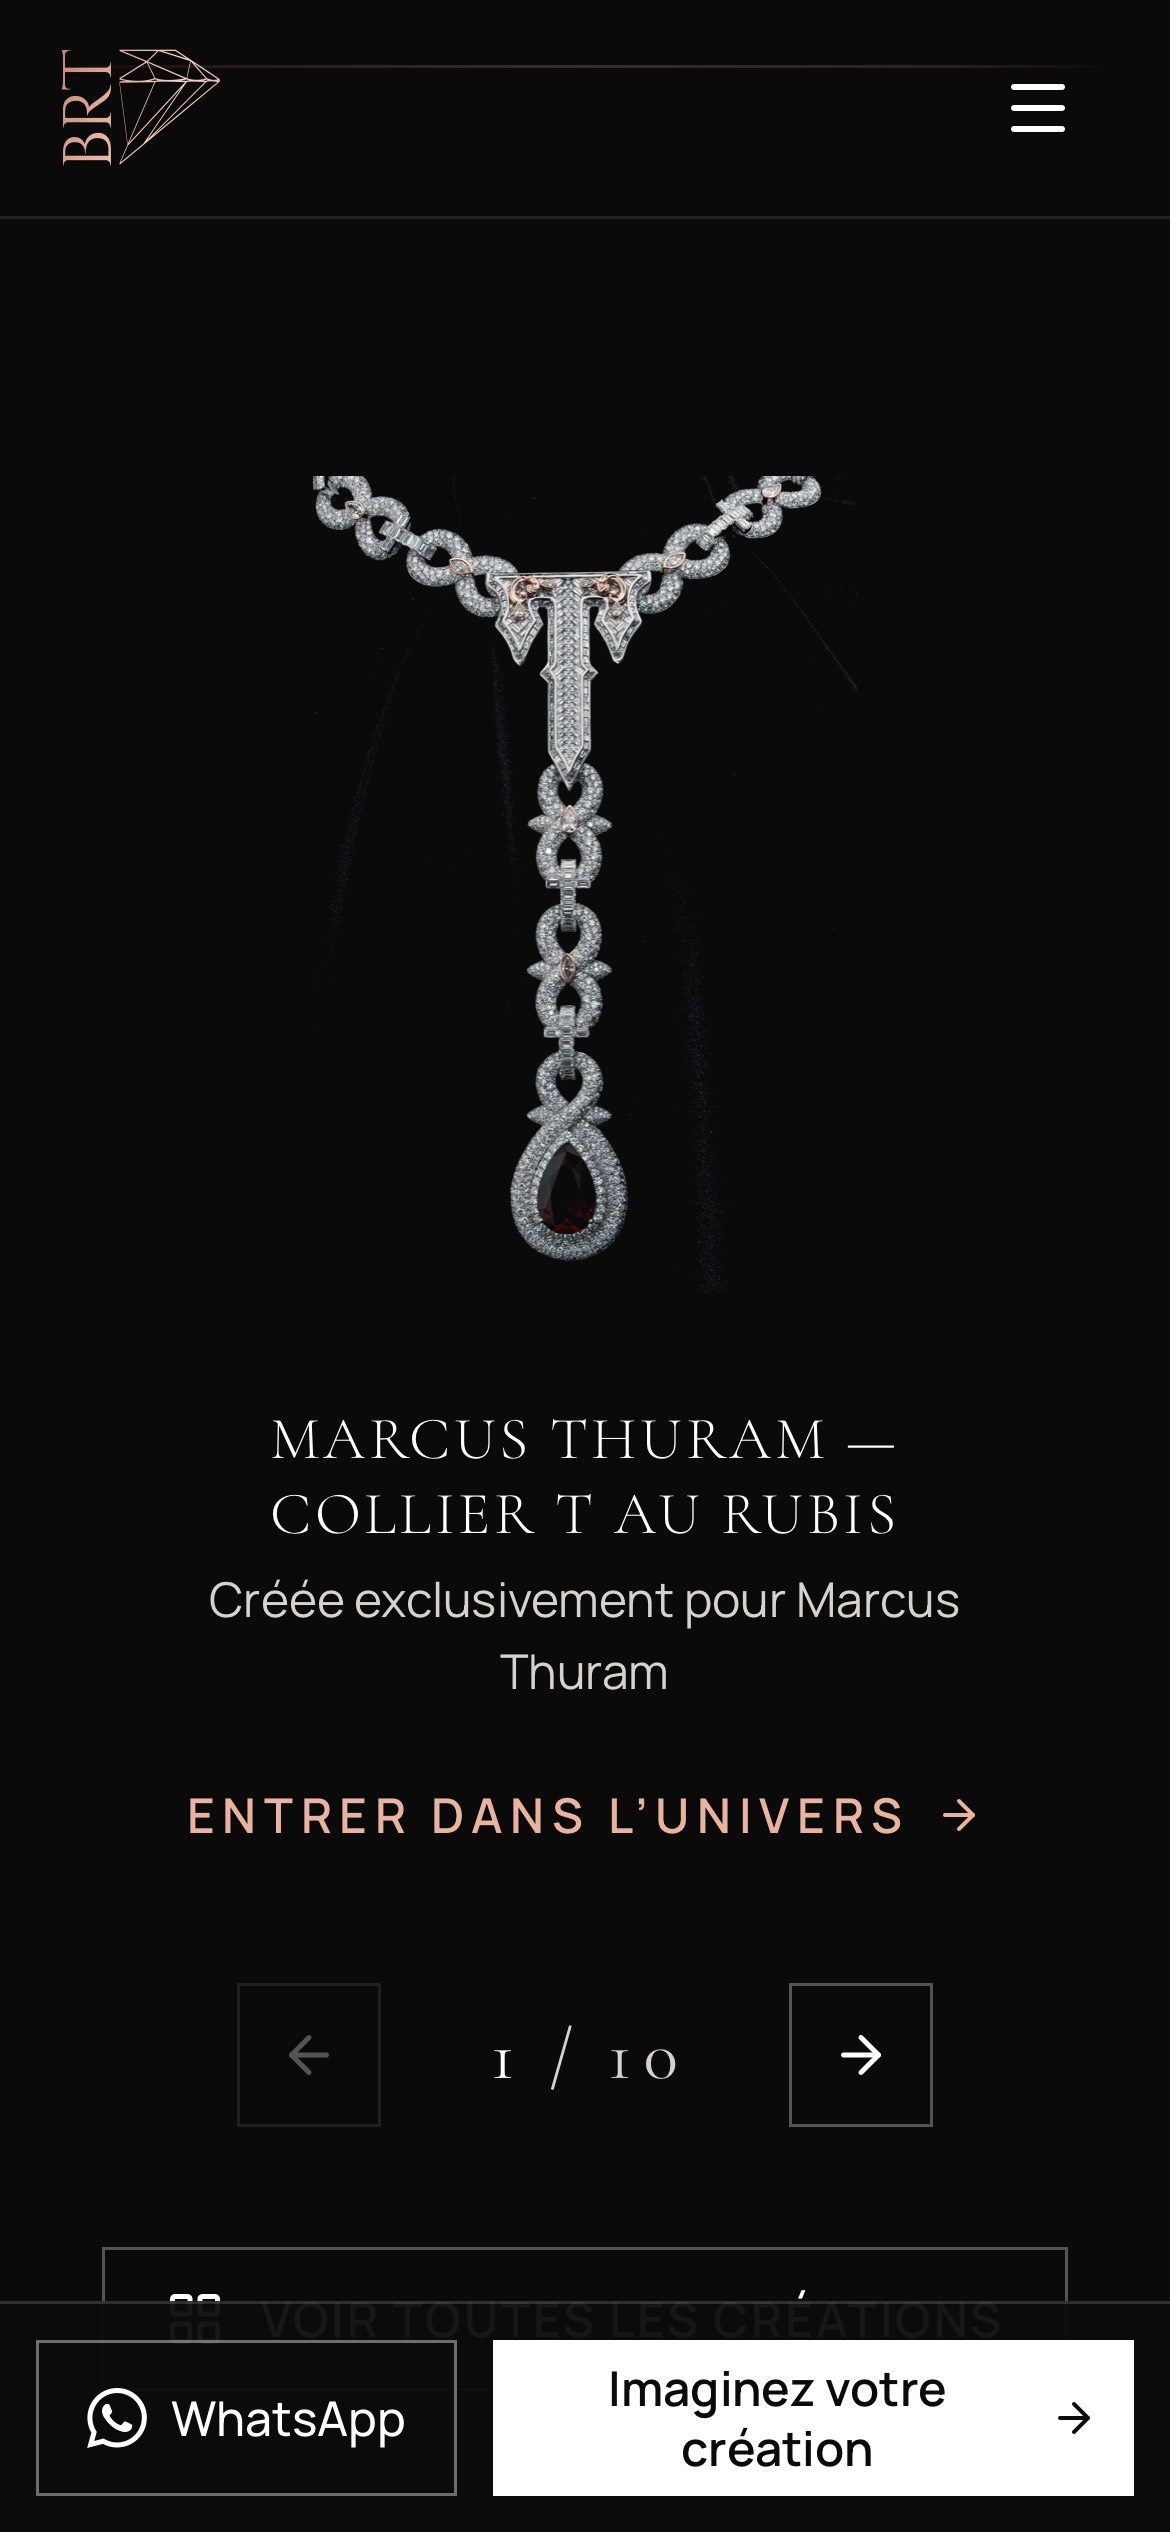 BRT
MARCUS THURAM —
COLLIER T AU RUBIS
Créée exclusivement pour Marcus
Thuram
ENTRER DANS L’UNIVERS →
← 1 / 10 →
VOIR TOUTES LES CRÉATIONS
WhatsApp
Imaginez votre
création →